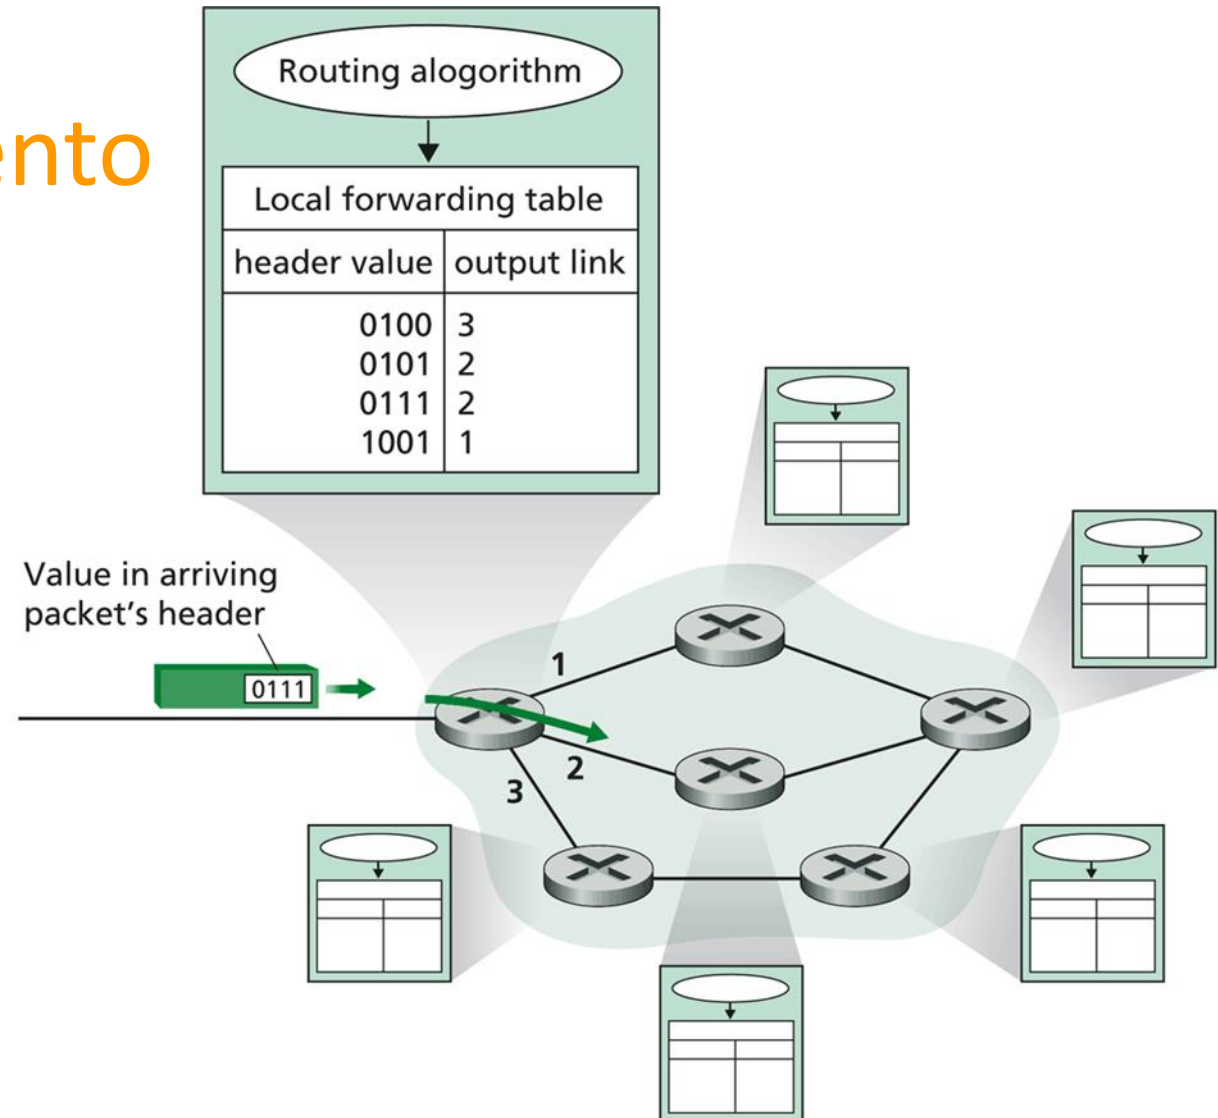 Routing alogorithm
ento
Local forwarding table
header value output link
0100 3
0101 2
0111 2
1001 1
Value in arriving
packet's header
0111
1
2
3